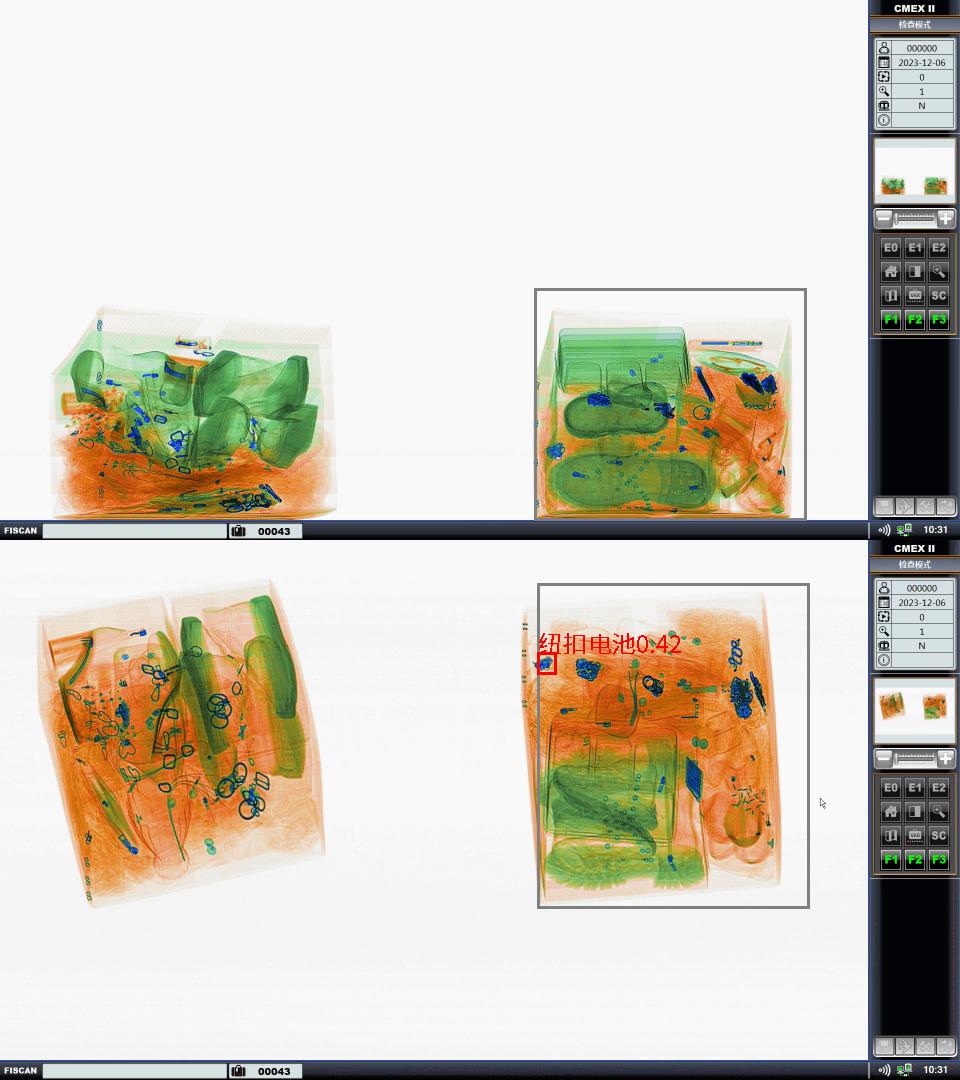 CMEX II
检查模式
000000
2023-12-06
0
1
N
E0 E1 E2
SC
F1 F2 F3
FISCAN
00043
10:31
CMEX II
检查模式
000000
2023-12-06
0
1
N
纽扣电池0.42
E0 E1 E2
SC
F1 F2 F3
FISCAN
00043
10:31